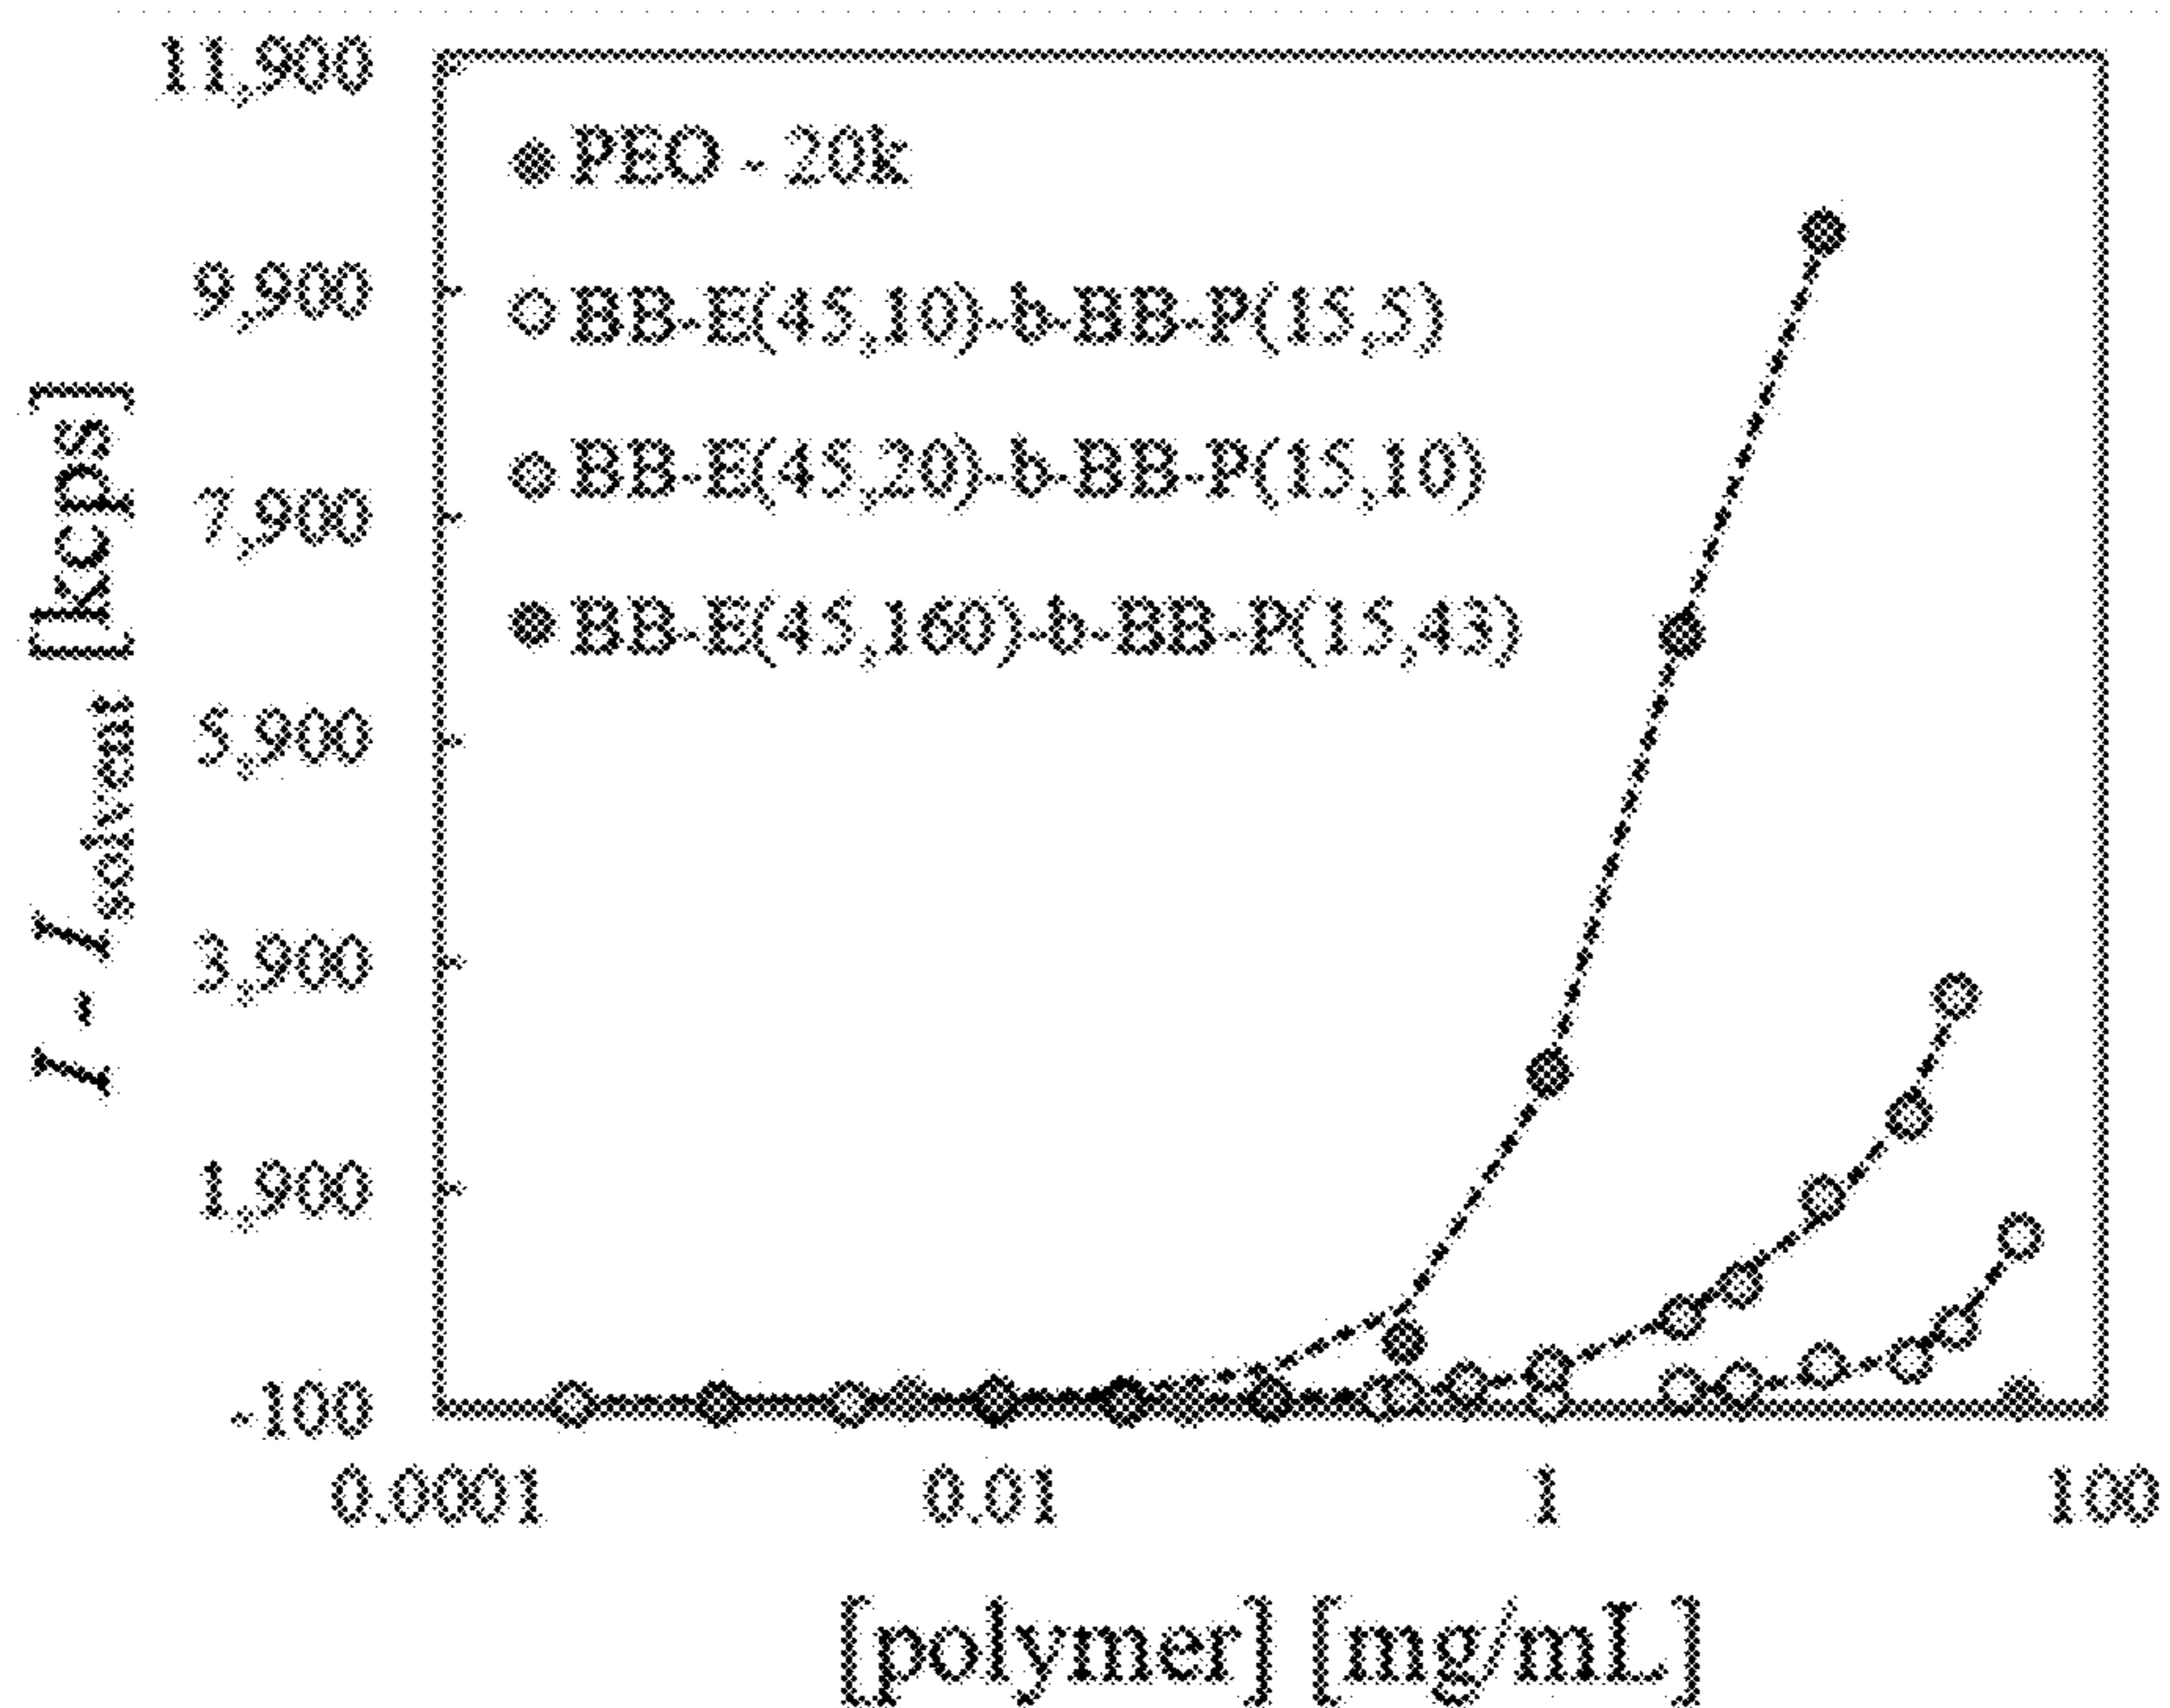 11,900
PEO - 20k
9,900
BB-E(45,10)-b-BB-P(15,5)
BB-E(45,20)-b-BB-P(15,10)
7,900
BB-E(45,160)-b-BB-P(15,43)
5,900
3,900
1,900
-100
I - I solvent [kcps]
0.0001 0.01 1 100
[polymer] [mg/mL]